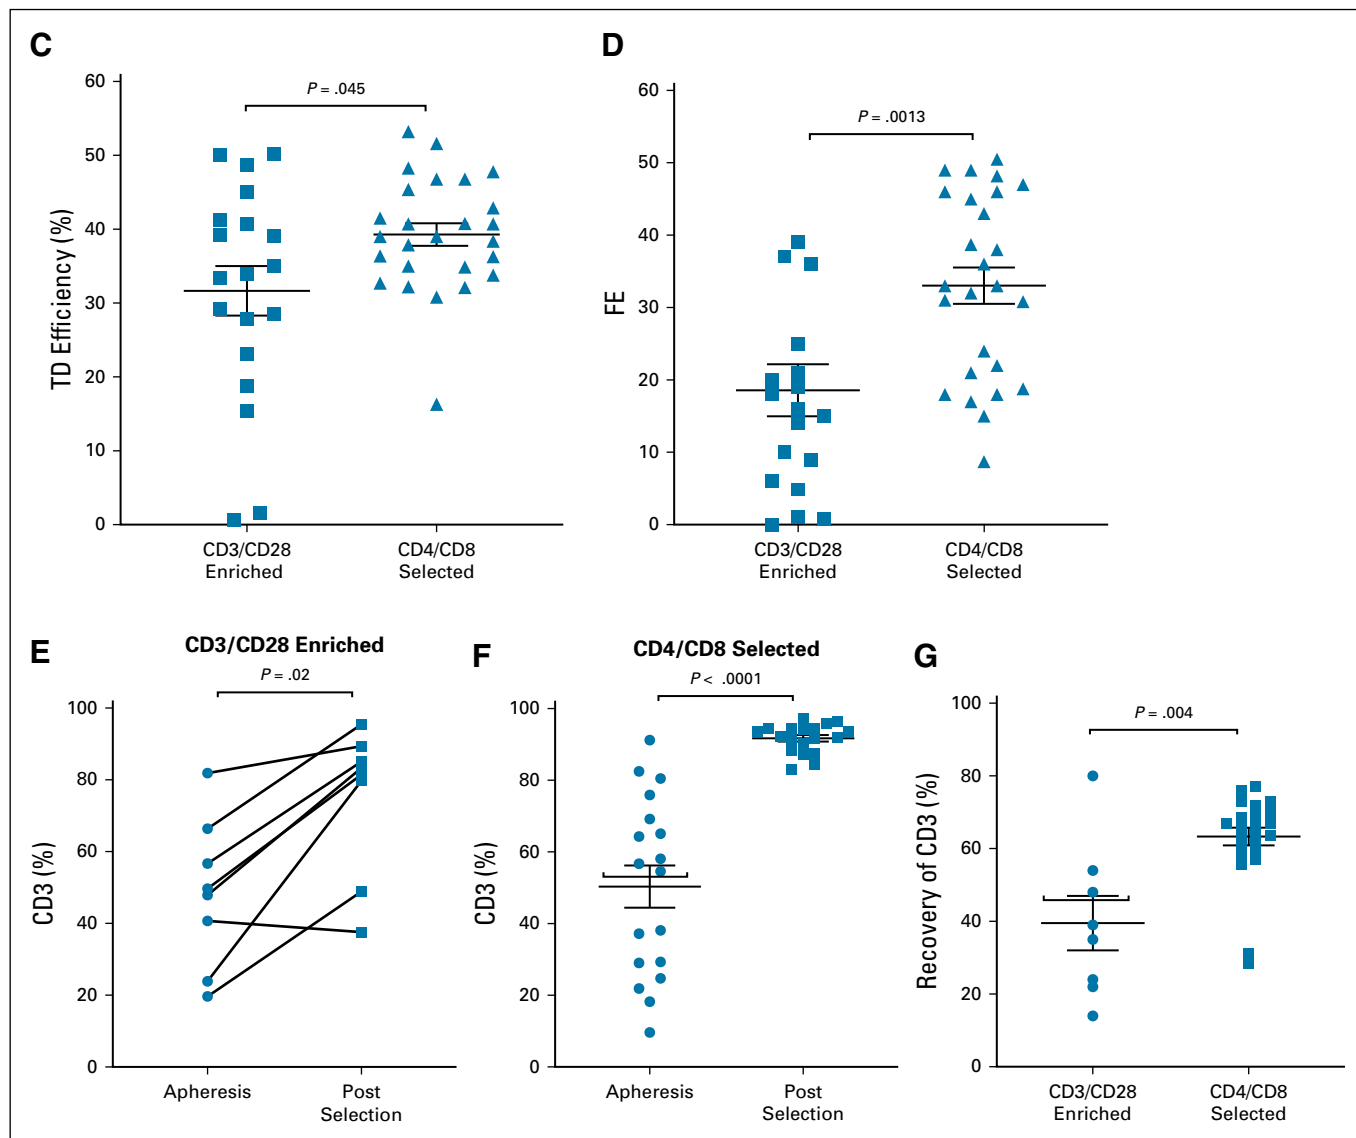 C
TD Efficiency (%)
60
50
40
30
20
10
0
P = .045
CD3/CD28
Enriched
CD4/CD8
Selected
D
FE
60
50
40
30
20
10
0
P = .0013
CD3/CD28
Enriched
CD4/CD8
Selected
E
CD3/CD28 Enriched
P = .02
CD3 (%)
100
80
60
40
20
0
Apheresis
Post
Selection
F
CD4/CD8 Selected
P < .0001
CD3 (%)
100
80
60
40
20
0
Apheresis
Post
Selection
G
P = .004
Recovery of CD3 (%)
100
80
60
40
20
0
CD3/CD28
Enriched
CD4/CD8
Selected